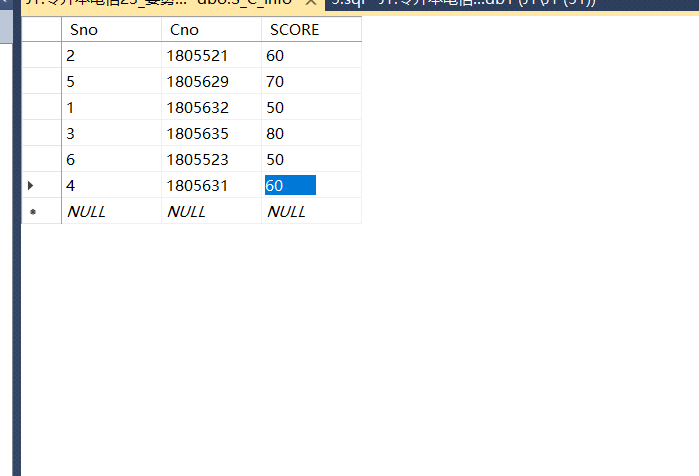 dbo.S_C_info
Sno Cno SCORE
2 1805521 60
5 1805629 70
1 1805632 50
3 1805635 80
6 1805523 50
4 1805631 60
NULL NULL NULL